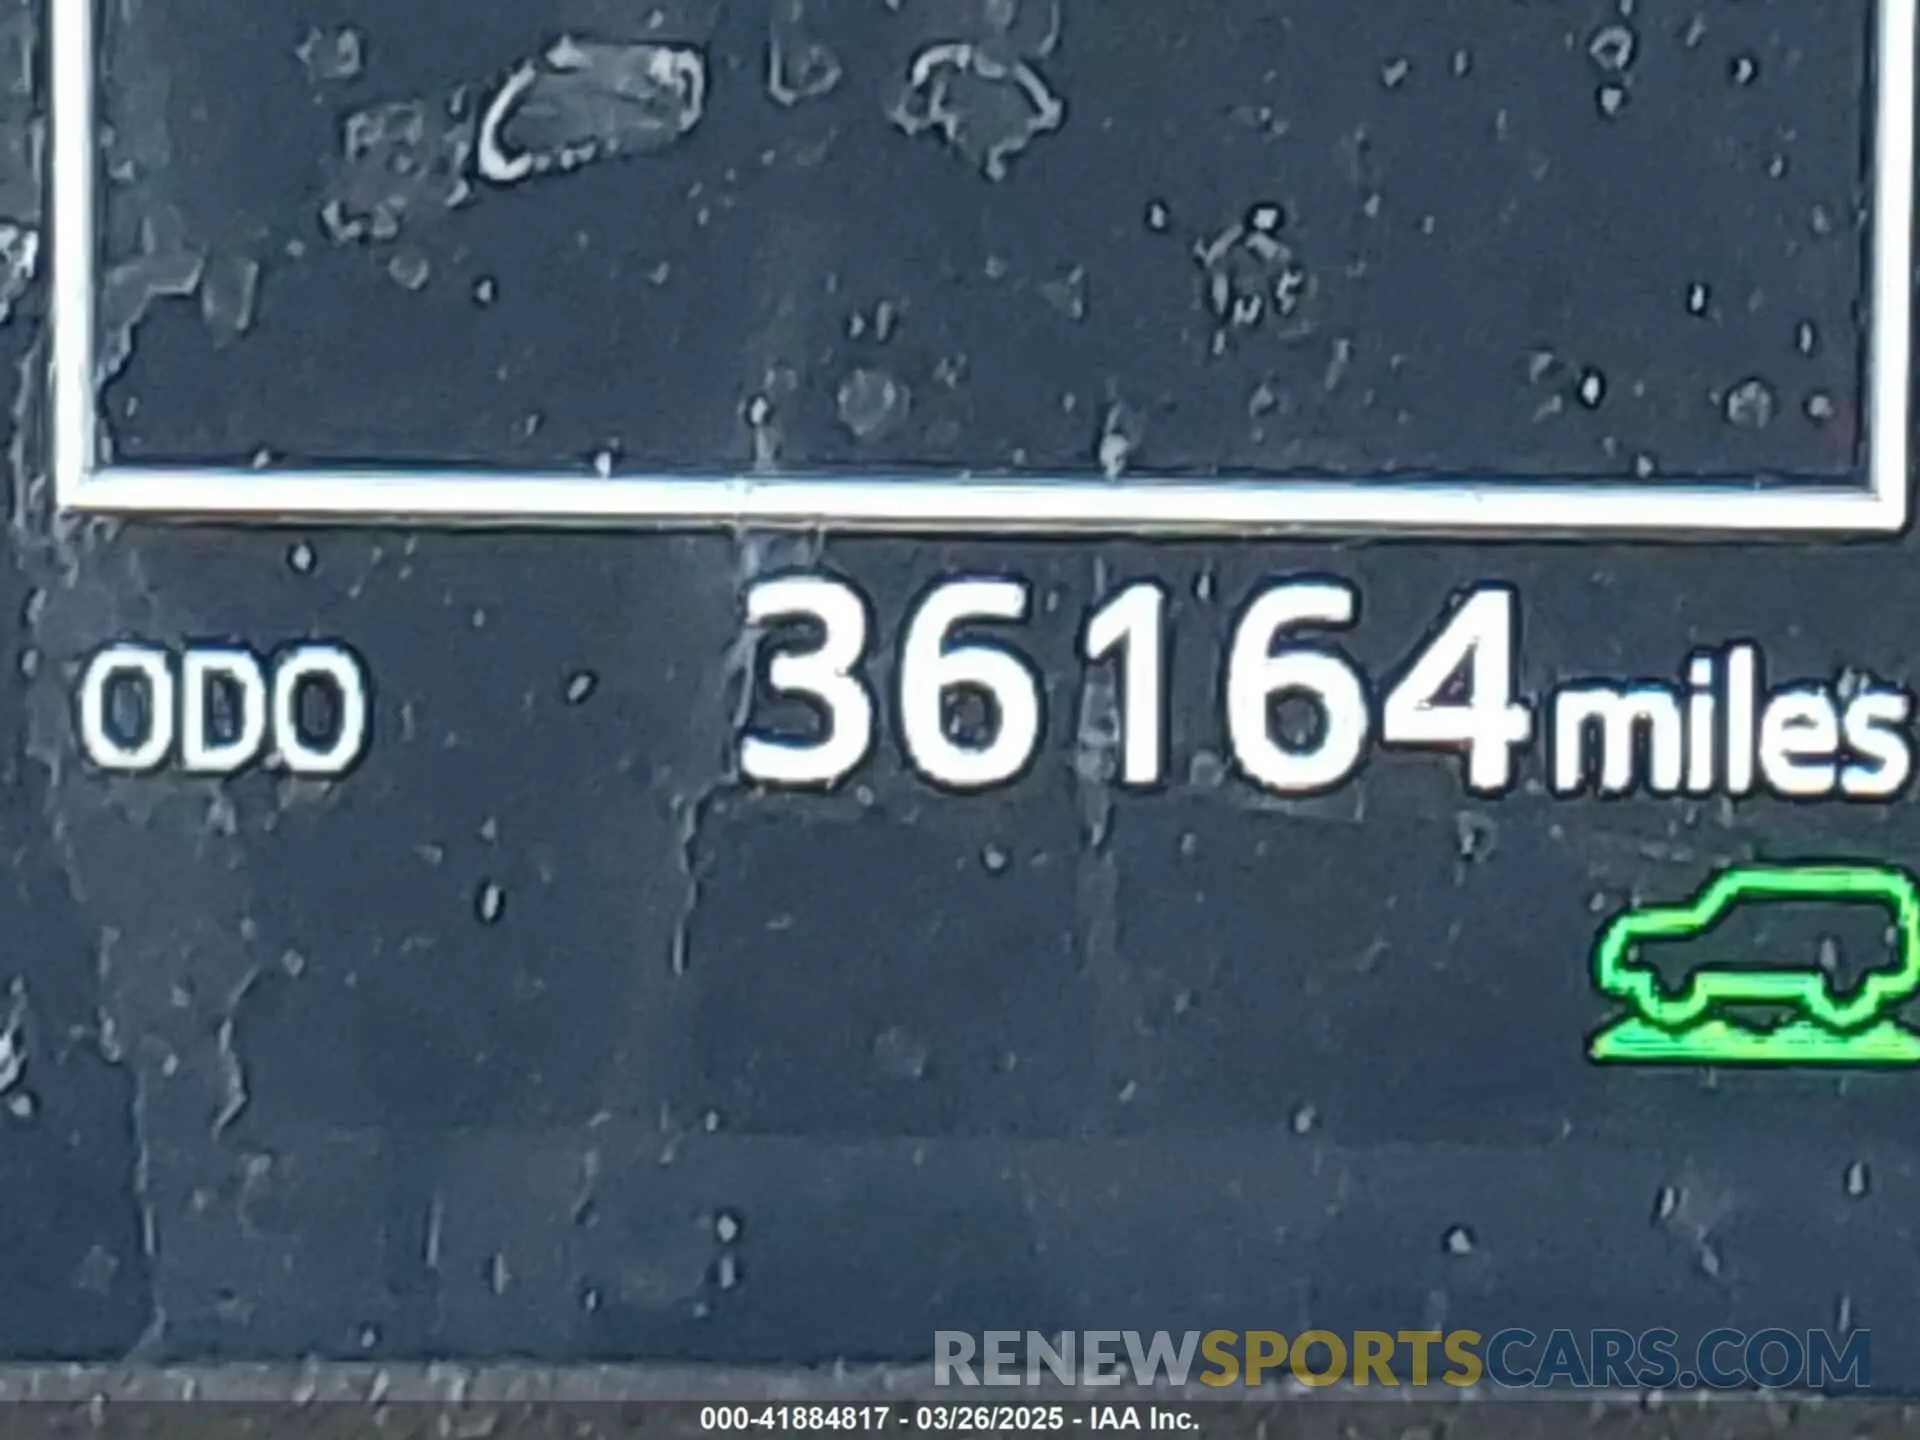 ODO 36164 miles
RENEWSPORTSCARS.COM
000-41884817 - 03/26/2025 - IAA Inc.